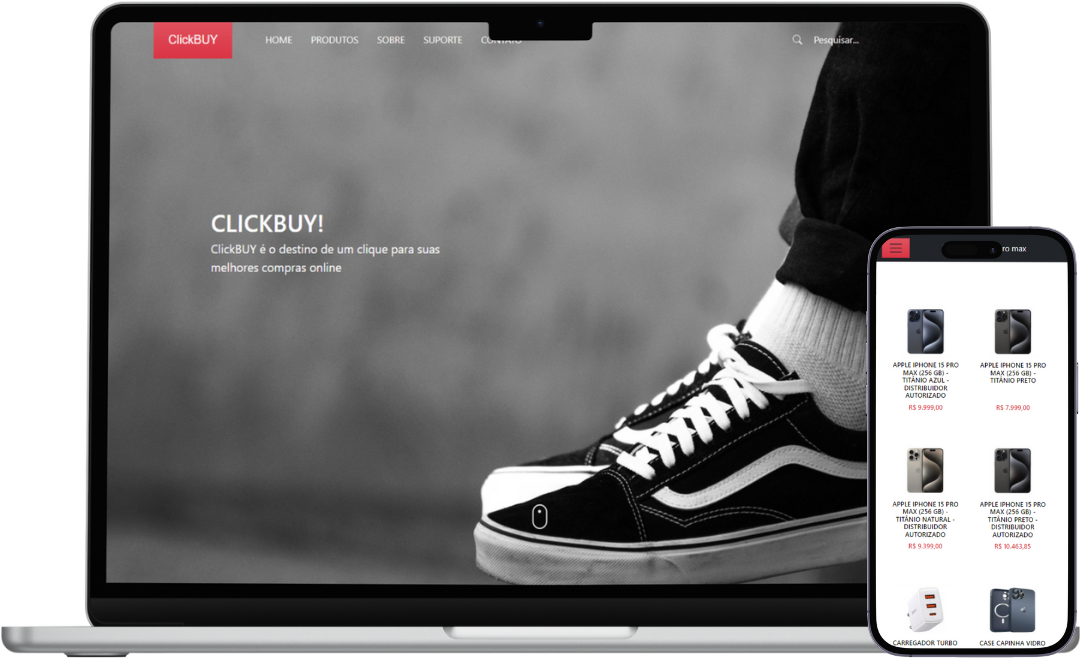 ClickBUY
HOME PRODUTOS SOBRE SUPORTE CONTATO
Pesquisar...
CLICKBUY!
ClickBUY é o destino de um clique para suas
melhores compras online
ro max
APPLE IPHONE 15 PRO
MAX (256 GB) -
TITÂNIO AZUL -
DISTRIBUIDOR
AUTORIZADO
R$ 9.999,00
APPLE IPHONE 15 PRO
MAX (256 GB) -
TITÂNIO PRETO
R$ 7.999,00
APPLE IPHONE 15 PRO
MAX (256 GB) -
TITÂNIO NATURAL -
DISTRIBUIDOR
AUTORIZADO
R$ 9.399,00
APPLE IPHONE 15 PRO
MAX (256 GB) -
TITÂNIO PRETO -
DISTRIBUIDOR
AUTORIZADO
R$ 10.463,85
CARREGADOR TURBO
CASE CAPINHA VIDRO